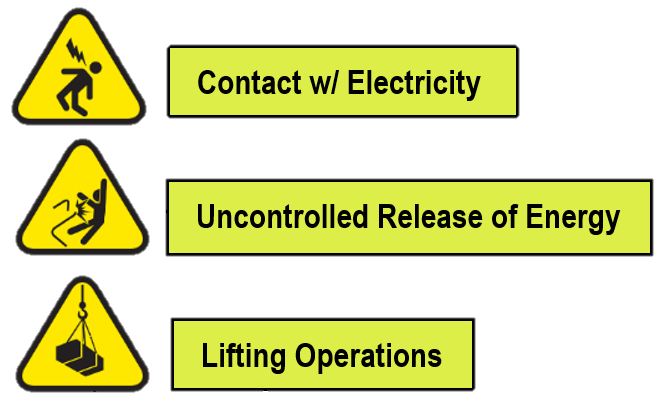 Contact w/ Electricity
Uncontrolled Release of Energy
Lifting Operations